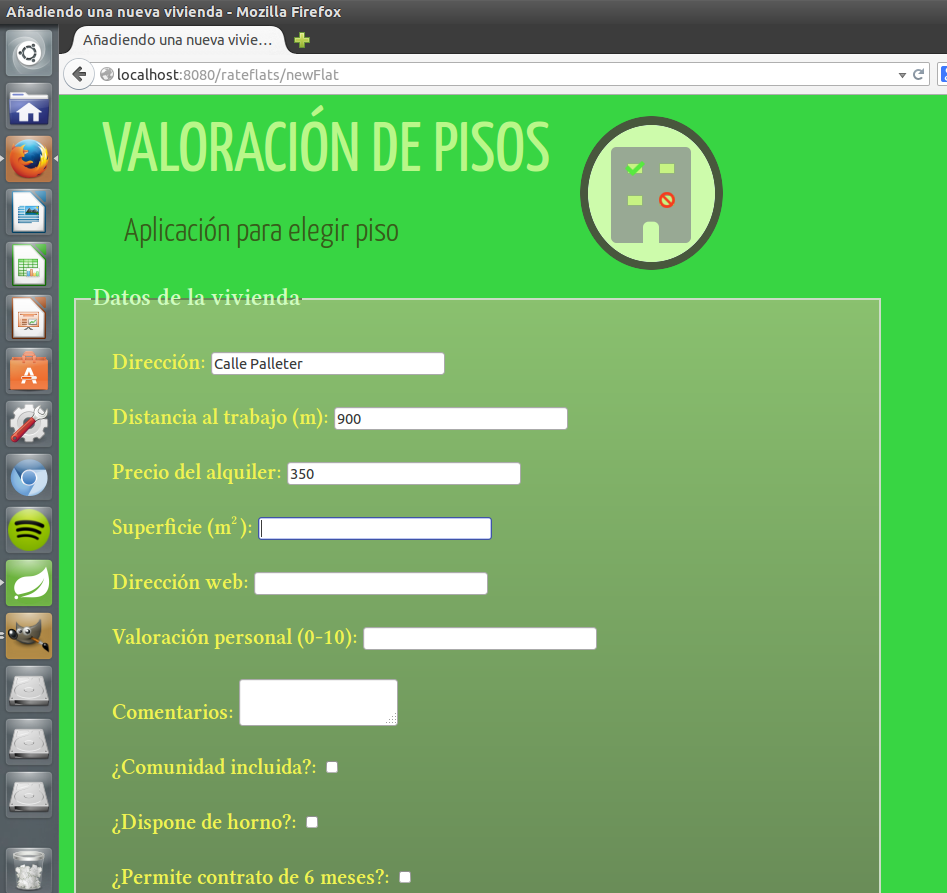 Añadiendo una nueva vivienda - Mozilla Firefox
Añadiendo una nueva vivie...
localhost:8080/rateflats/newFlat
VALORACIÓN DE PISOS
Aplicación para elegir piso
Datos de la vivienda
Dirección: Calle Palleter
Distancia al trabajo (m): 900
Precio del alquiler: 350
Superficie (m²):
Dirección web:
Valoración personal (0-10):
Comentarios:
¿Comunidad incluida?:
¿Dispone de horno?:
¿Permite contrato de 6 meses?: